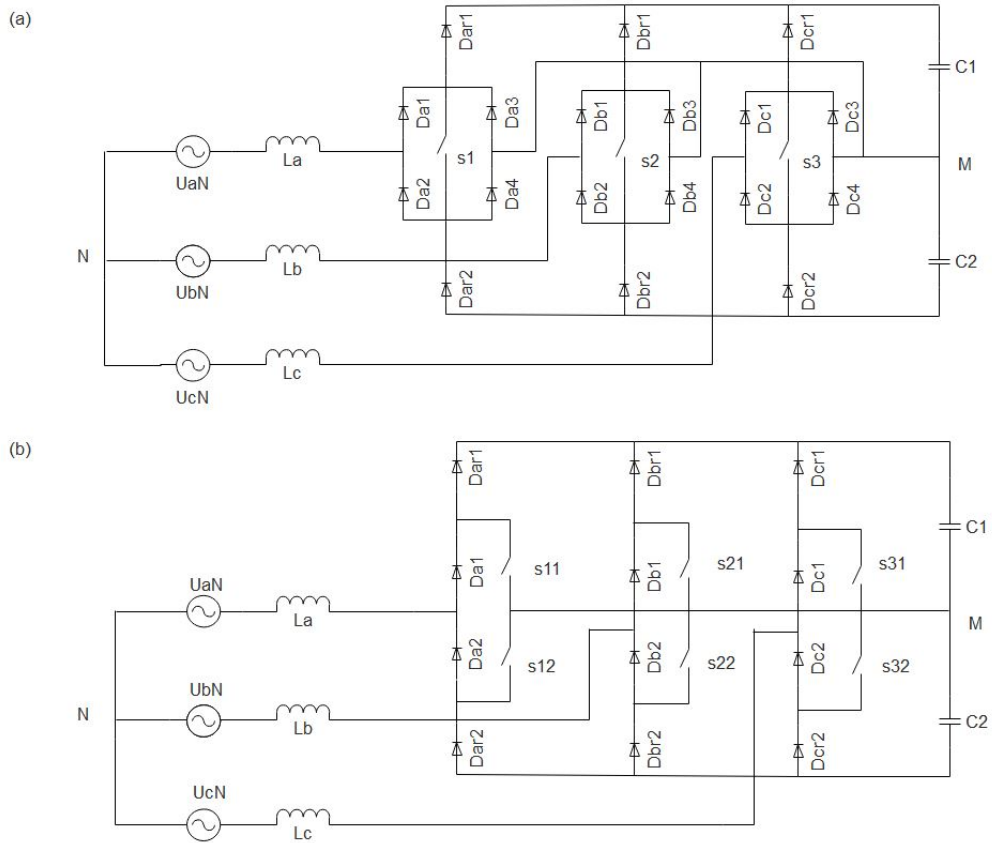 (a)
Dar1
Dbr1
Dcr1
C1
Da1
Da3
Db1
Db3
Dc1
Dc3
UaN
La
s1
s2
s3
M
Da2
Da4
Db2
Db4
Dc2
Dc4
N
UbN
Lb
Dar2
Dbr2
Dcr2
C2
UcN
Lc
(b)
Dar1
Dbr1
Dcr1
C1
Da1
s11
Db1
s21
Dc1
s31
UaN
La
M
Da2
s12
Db2
s22
Dc2
s32
UbN
N
Lb
Dar2
Dbr2
Dcr2
C2
UcN
Lc